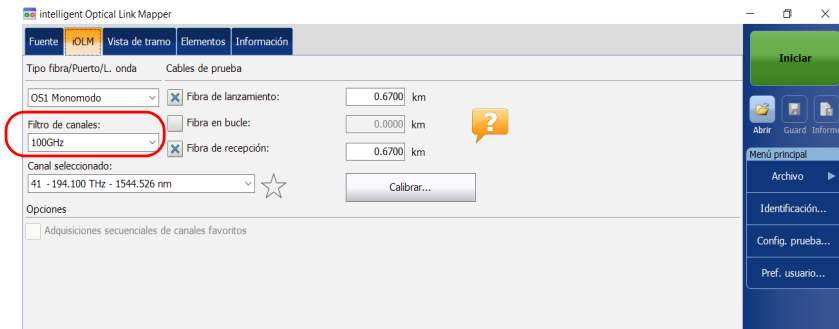 intelligent Optical Link Mapper
Fuente iOLM Vista de tramo Elementos Información
Iniciar
Tipo fibra/Puerto/L. onda Cables de prueba
OS1 Monomodo Fibra de lanzamiento: 0.6700 km
Filtro de canales: Fibra en bucle: 0.0000 km
100GHz Fibra de recepción: 0.6700 km
Abrir Guard Informe
Canal seleccionado:
41 - 194.100 THz - 1544.526 nm Calibrar...
Opciones
Adquisiciones secuenciales de canales favoritos
Menú principal
Archivo
Identificación...
Config. prueba...
Pref. usuario...